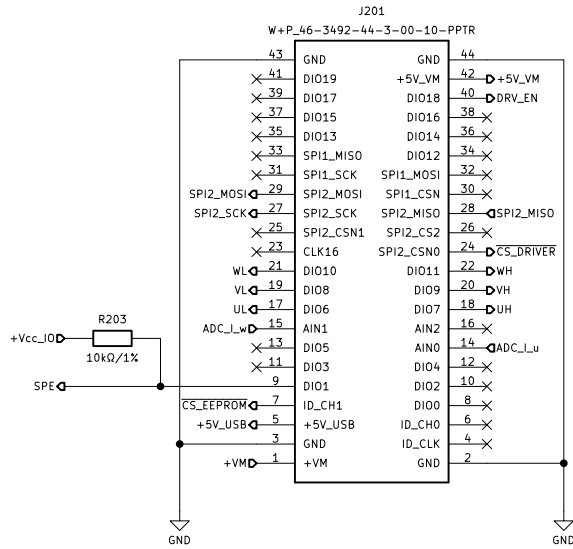 J201
W+P_46-3492-44-3-00-10-PPTR
43 GND GND 44
41 DIO19 +5V_VM 42 +5V_VM
39 DIO17 DIO18 40 DRV_EN
37 DIO15 DIO16 38
35 DIO13 DIO14 36
33 SPI1_MISO DIO12 34
31 SPI1_SCK SPI1_MOSI 32
SPI2_MOSI 29 SPI2_MOSI SPI1_CSN 30
SPI2_SCK 27 SPI2_SCK SPI2_MISO 28 SPI2_MISO
25 SPI2_CSN1 SPI2_CS2 26
23 CLK16 SPI2_CSN0 24 CS_DRIVER
WL 21 DIO10 DIO11 22 WH
VL 19 DIO8 DIO9 20 VH
UL 17 DIO6 DIO7 18 UH
R203
ADC_I_w 15 AIN1 AIN2 16
+Vcc_IO 13 DIO5 AIN0 14 ADC_I_u
10kΩ/1% 11 DIO3 DIO4 12
SPE 9 DIO1 DIO2 10
CS_EEPROM 7 ID_CH1 DIO0 8
+5V_USB 5 +5V_USB ID_CH0 6
3 GND ID_CLK 4
+VM 1 +VM GND 2
GND GND